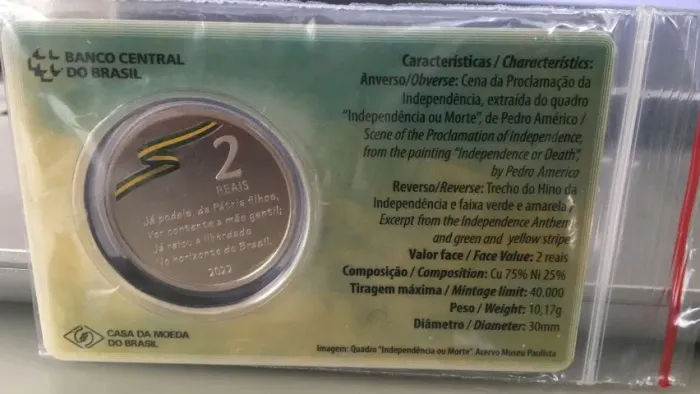 BANCO CENTRAL
DO BRASIL
2
REAIS
Já podeis, da Pátria filhos,
Ver contente a mãe gentil;
Já raiou a liberdade
No horizonte do Brasil.
2022
CASA DA MOEDA
DO BRASIL
Características / Characteristics:
Anverso/Obverse: Cena da Proclamação da
Independência, extraída do quadro
"Independência ou Morte", de Pedro Américo /
Scene of the Proclamation of Independence,
from the painting "Independence or Death",
by Pedro Americo
Reverso/Reverse: Trecho do Hino da
Independência e faixa verde e amarela /
Excerpt from the Independence Anthem
and green and yellow stripe
Valor face / Face Value: 2 reais
Composição / Composition: Cu 75% Ni 25%
Tiragem máxima / Mintage limit: 40.000
Peso / Weight: 10,17g
Diâmetro / Diameter: 30mm
Imagem: Quadro "Independência ou Morte". Acervo Museu Paulista